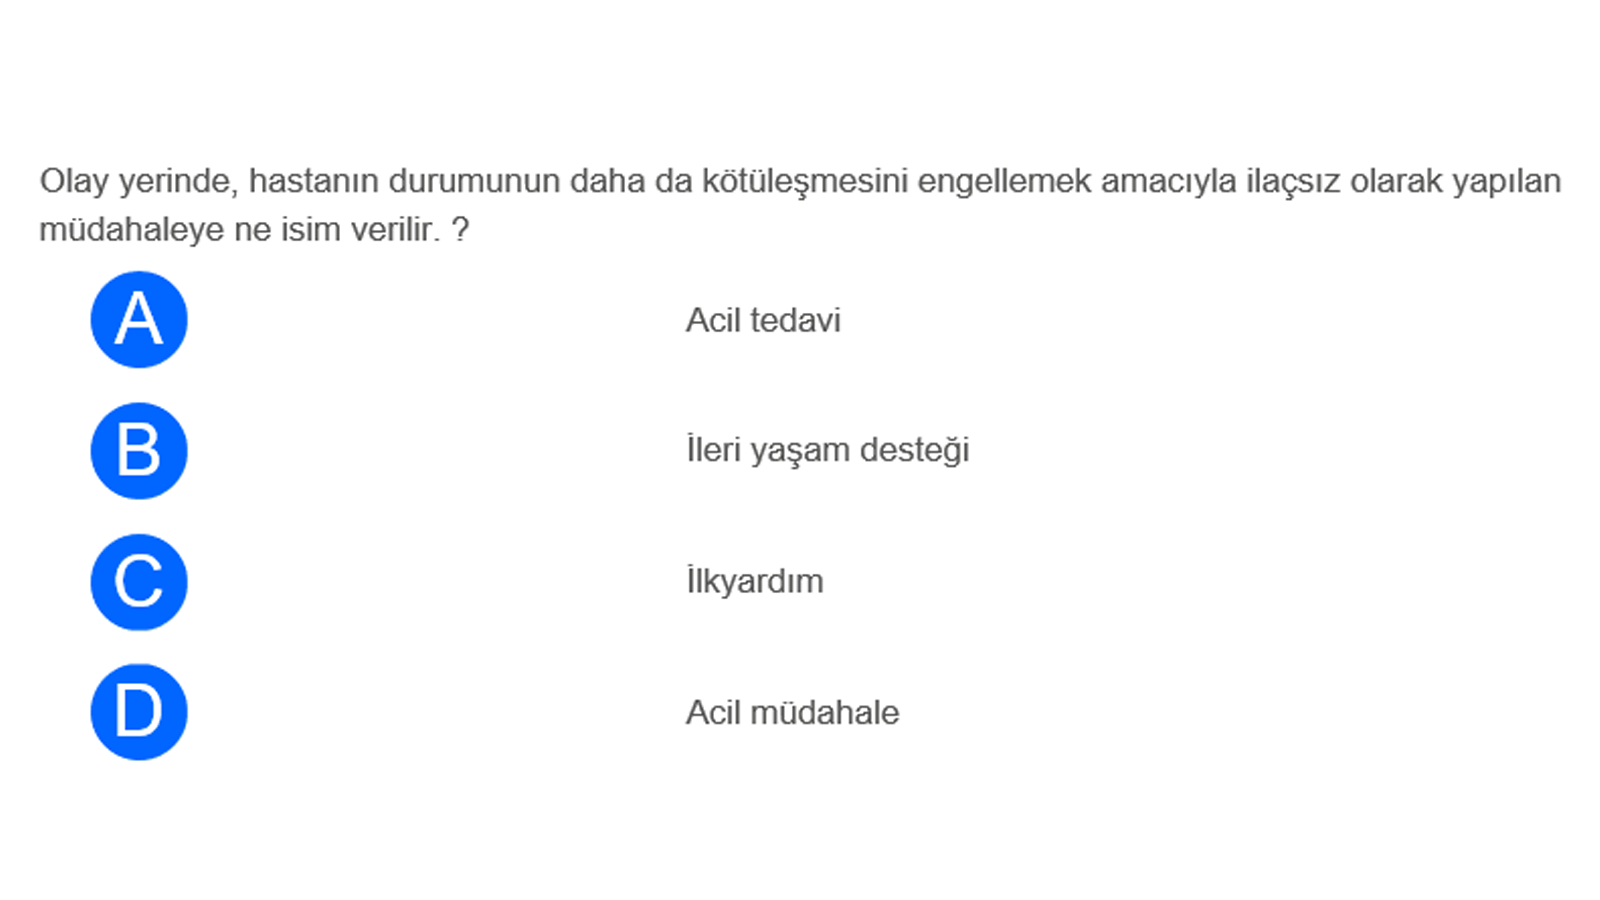 Olay yerinde, hastanın durumunun daha da kötüleşmesini engellemek amacıyla ilaçsız olarak yapılan
müdahaleye ne isim verilir. ?
A Acil tedavi
B İleri yaşam desteği
C İlkyardım
D Acil müdahale